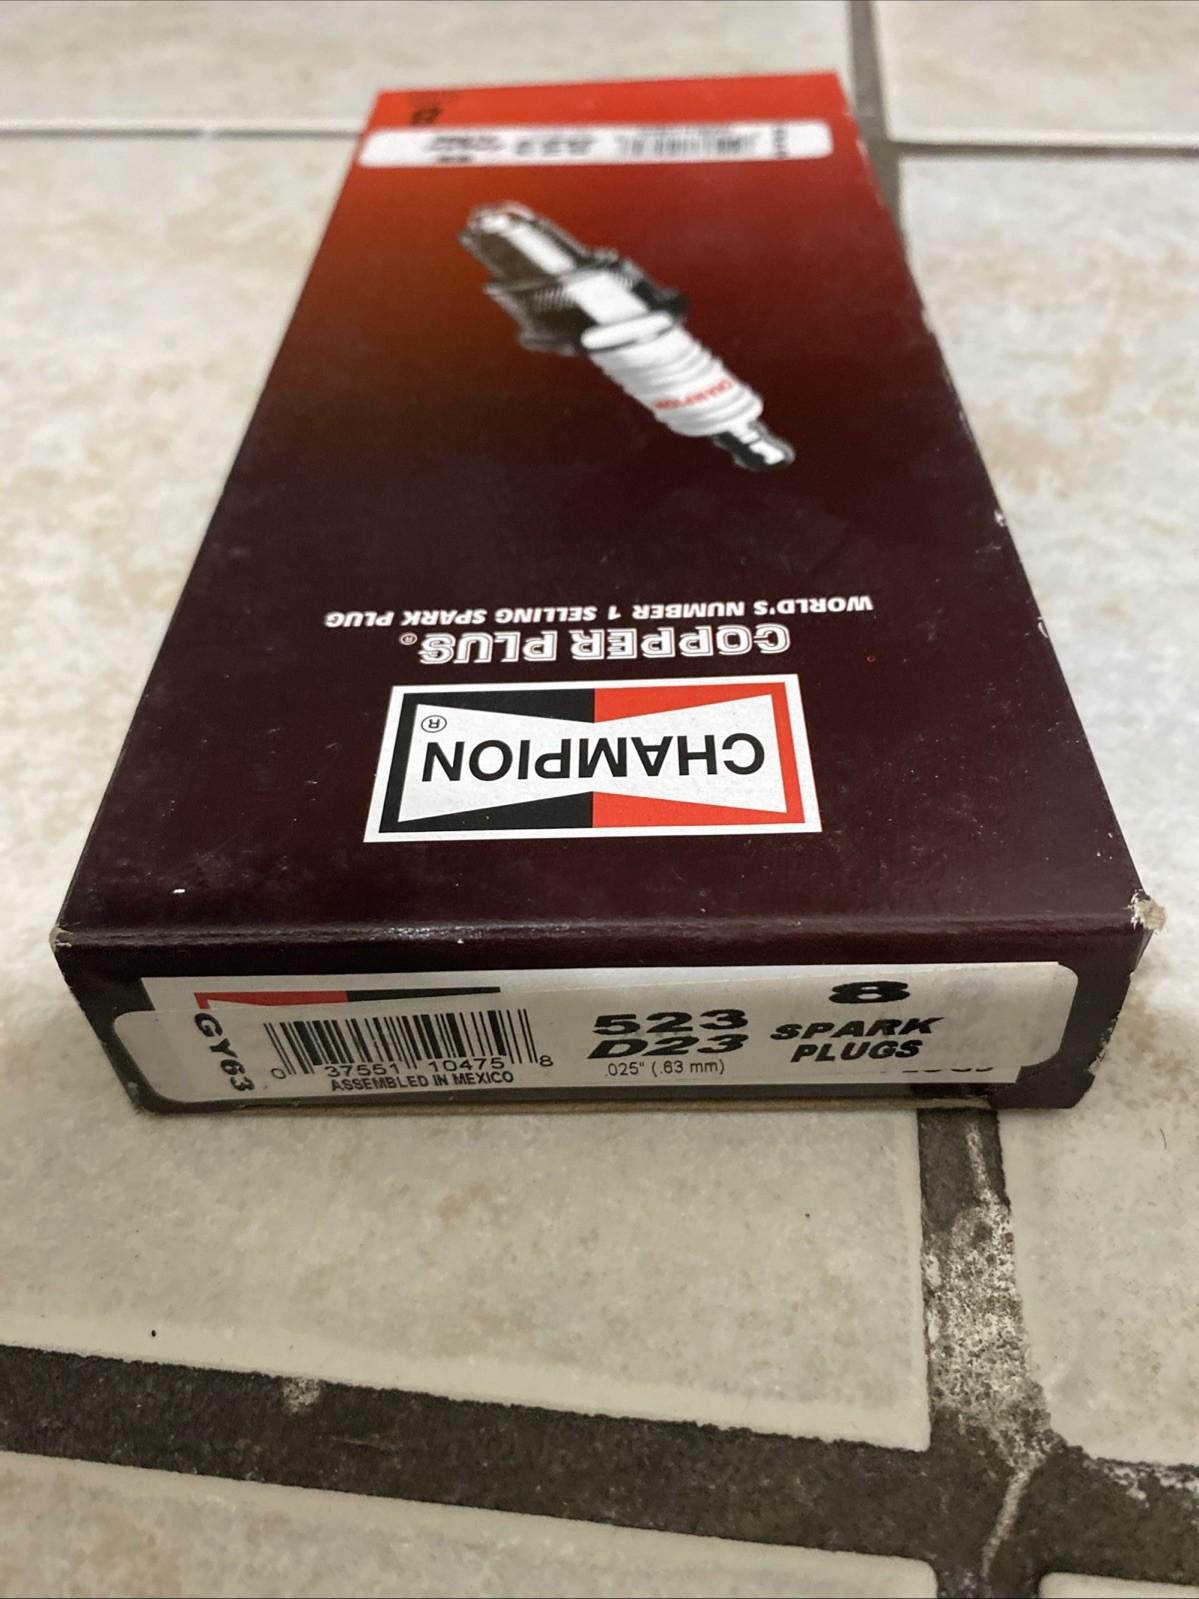 CHAMPION
WORLD'S NUMBER 1 SELLING SPARK PLUG
COPPER PLUS®
CHAMPION®
GY63
0 37551 10475 8
ASSEMBLED IN MEXICO
523
D23
.025" (.63 mm)
8
SPARK
PLUGS